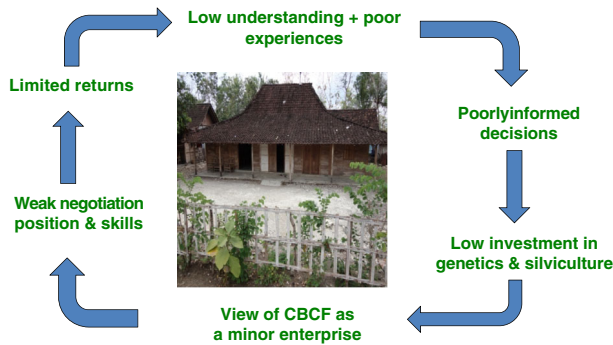 Low understanding + poor
experiences
Poorlyinformed
decisions
Low investment in
genetics & silviculture
View of CBCF as
a minor enterprise
Weak negotiation
position & skills
Limited returns